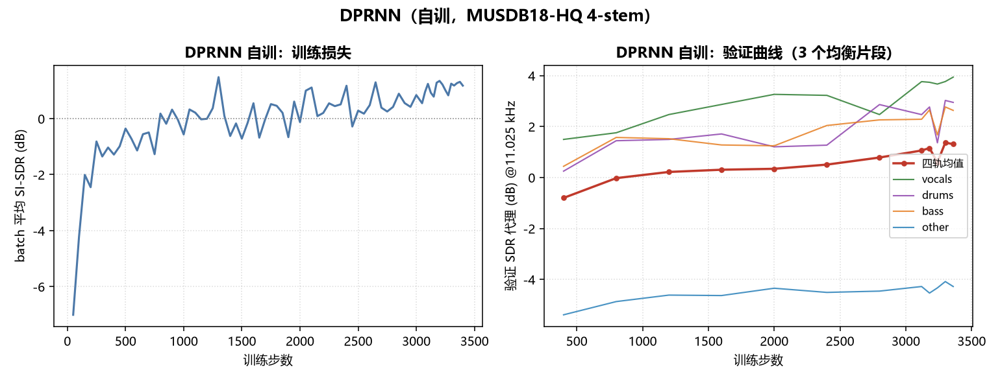 DPRNN（自训，MUSDB18-HQ 4-stem）
DPRNN 自训：训练损失
batch 平均 SI-SDR (dB)
0
-2
-4
-6
0
500
1000
1500
2000
2500
3000
3500
训练步数
DPRNN 自训：验证曲线（3 个均衡片段）
验证 SDR 代理 (dB) @11.025 kHz
4
2
0
-2
-4
500
1000
1500
2000
2500
3000
3500
训练步数
四轨均值
vocals
drums
bass
other